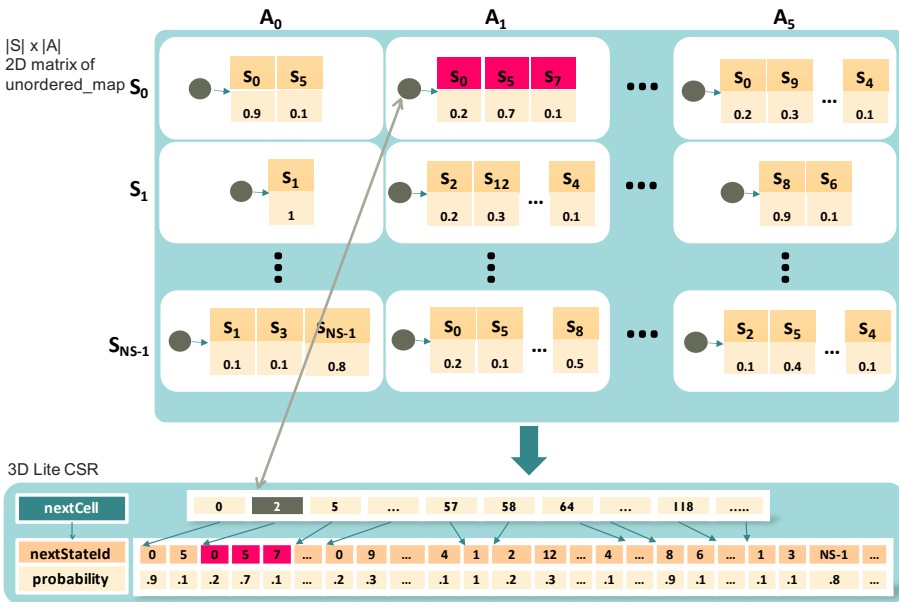 A0 A1 A5
|S| x |A|
2D matrix of
unordered_map
S0
S0 S5
0.9 0.1
S0 S5 S7
0.2 0.7 0.1
...
S0 S9 ... S4
0.2 0.3 0.1
S1
S1
1
S2 S12 ... S4
0.2 0.3 0.1
...
S8 S6
0.9 0.1
SNS-1
S1 S3 SNS-1
0.1 0.1 0.8
S0 S5 ... S8
0.2 0.1 0.5
...
S2 S5 ... S4
0.1 0.4 0.1
3D Lite CSR
nextCell 0 2 5 ... 57 58 64 ... 118 .....
nextStateId 0 5 0 5 7 ... 0 9 ... 4 1 2 12 ... 4 ... 8 6 ... 1 3 NS-1 ...
probability .9 .1 .2 .7 .1 ... .2 .3 ... .1 1 .2 .3 ... .1 ... .9 .1 ... .1 .1 .8 ...